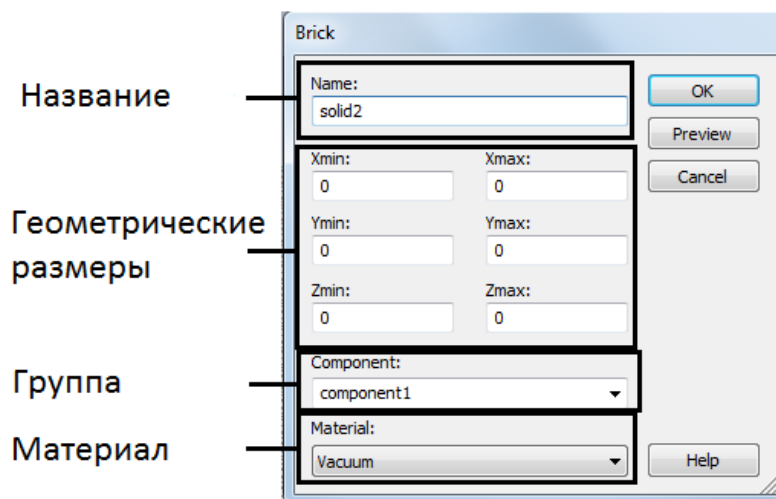 Brick
Название
Name:
solid2
OK
Preview
Cancel
Геометрические
размеры
Xmin:
Xmax:
0
0
Ymin:
Ymax:
0
0
Zmin:
Zmax:
0
0
Группа
Component:
component1
Материал
Material:
Vacuum
Help